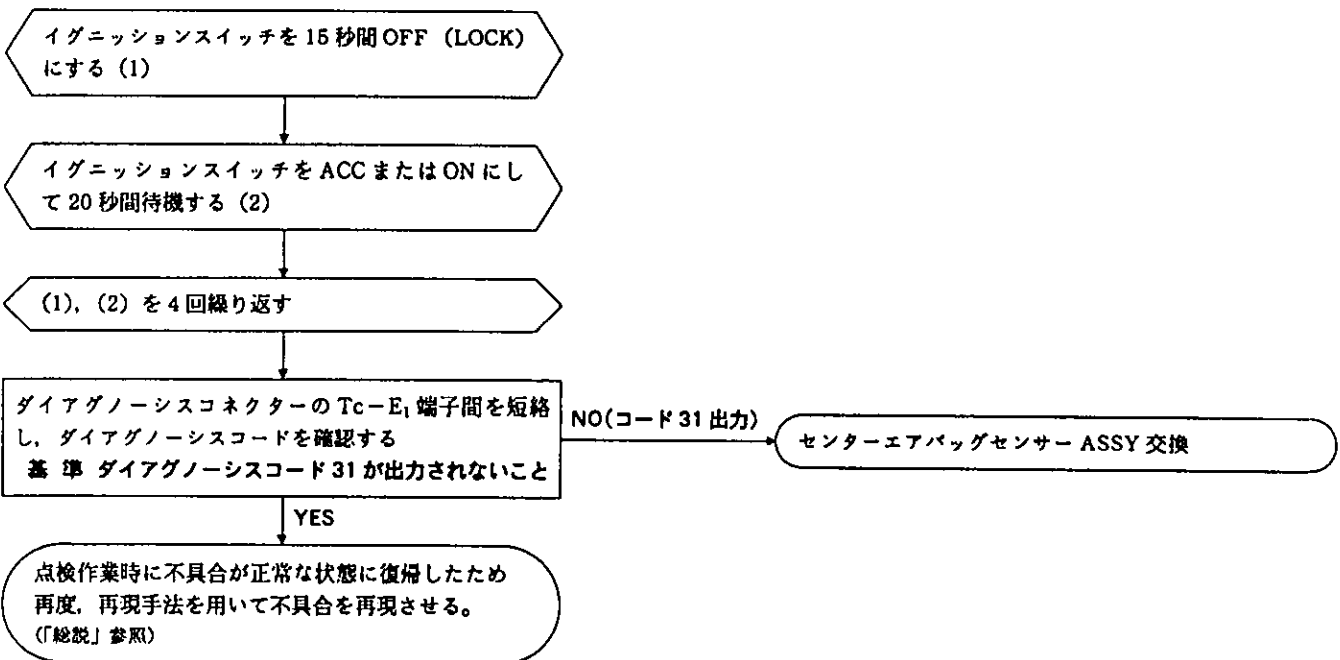 イグニッションスイッチを15秒間OFF (LOCK)
にする (1)
イグニッションスイッチをACCまたはONにし
て20秒間待機する (2)
(1), (2) を4回繰り返す
ダイアグノーシスコネクターのTc−E₁端子間を短絡
し, ダイアグノーシスコードを確認する
基 準 ダイアグノーシスコード31が出力されないこと
NO(コード31出力)
センターエアバッグセンサーASSY交換
YES
点検作業時に不具合が正常な状態に復帰したため
再度, 再現手法を用いて不具合を再現させる。
(「総説」参照)